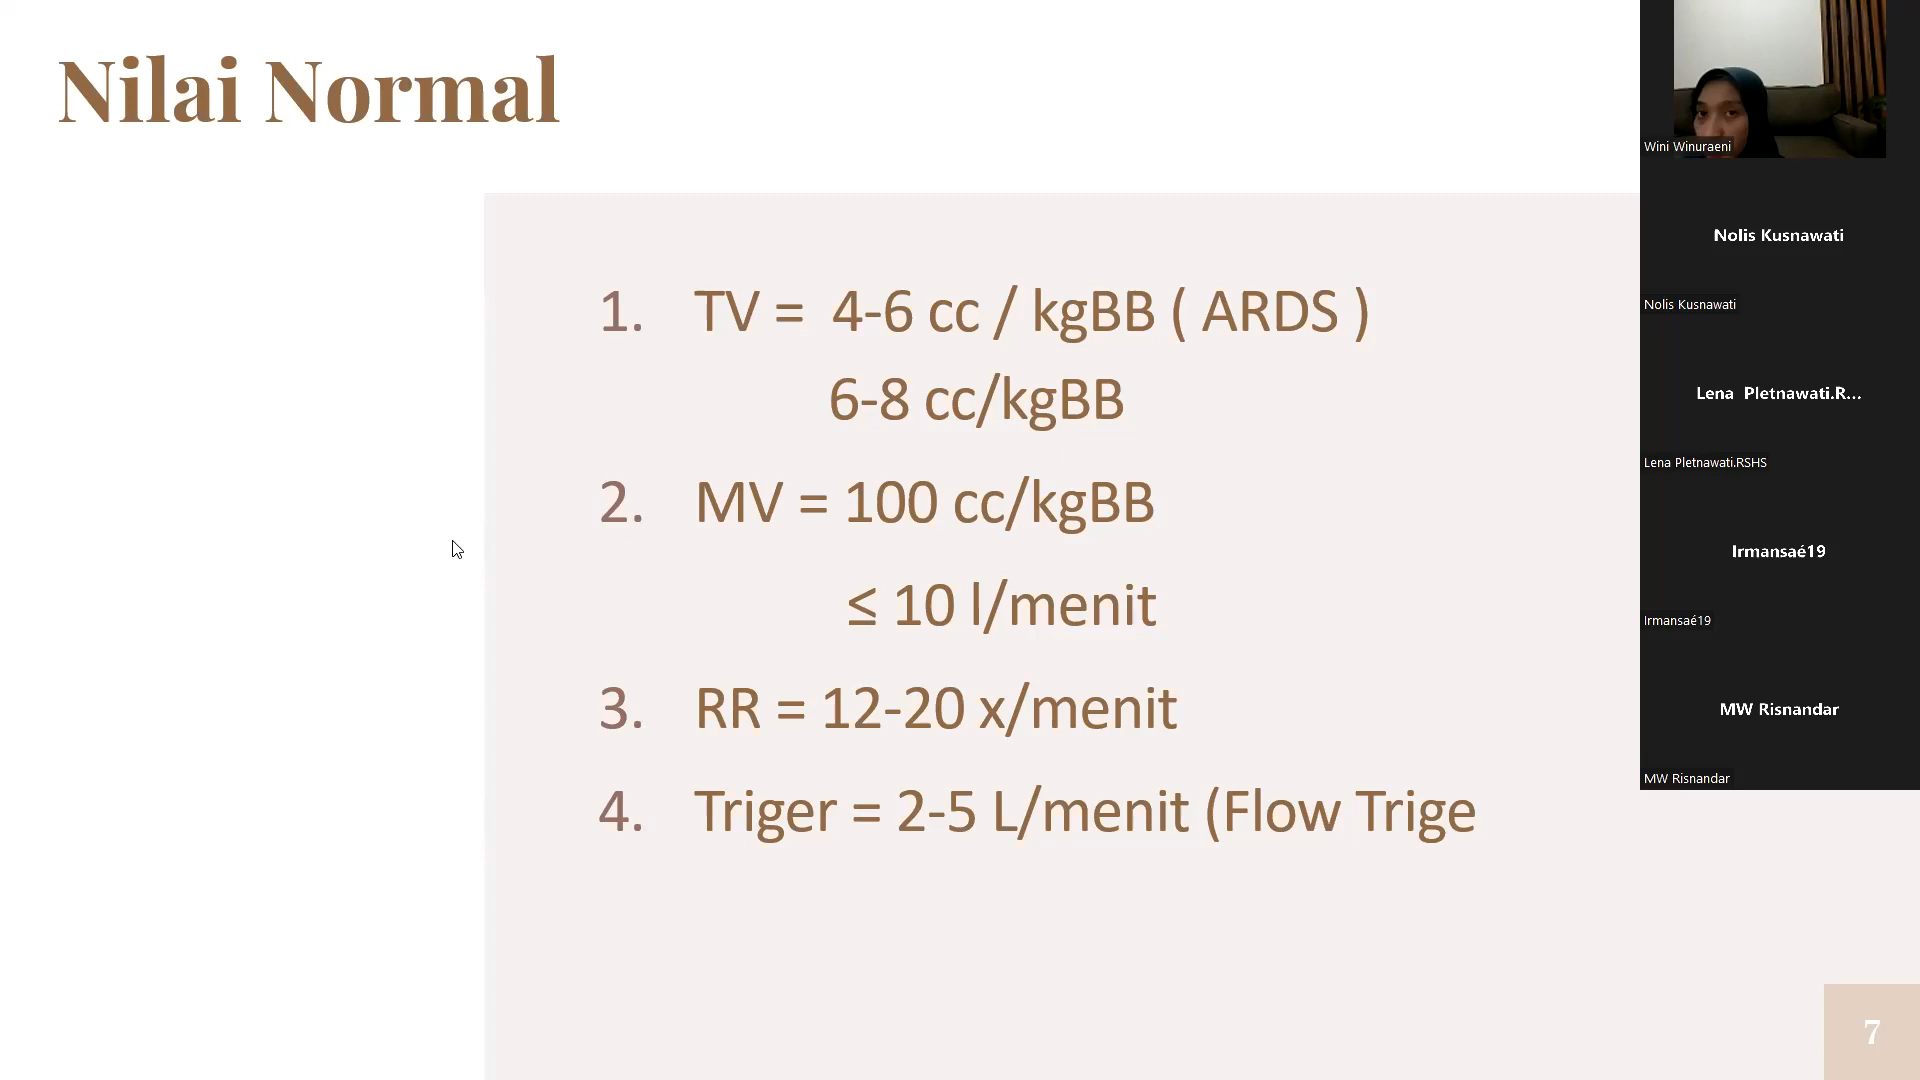 Nilai Normal
1. TV = 4-6 cc / kgBB ( ARDS )
6-8 cc/kgBB
2. MV = 100 cc/kgBB
≤ 10 l/menit
3. RR = 12-20 x/menit
4. Triger = 2-5 L/menit (Flow Trige
7
Wini Winuraeni
Nolis Kusnawati
Nolis Kusnawati
Lena Pletnawati.R...
Lena Pletnawati.RSHS
Irmansaé19
Irmansaé19
MW Risnandar
MW Risnandar